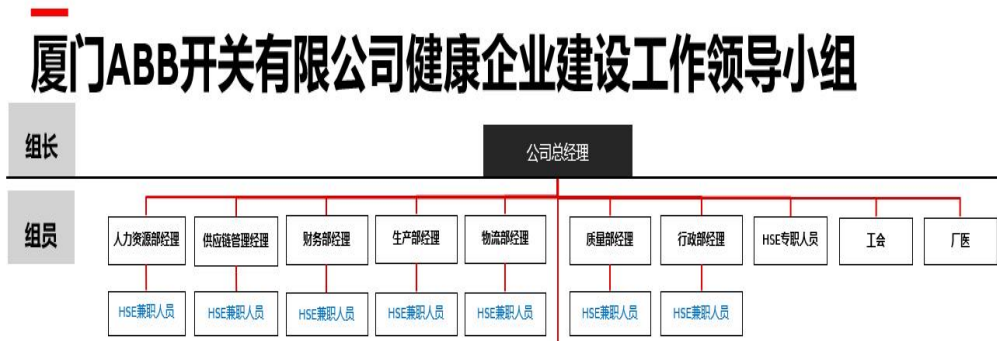 厦门ABB开关有限公司健康企业建设工作领导小组
组长
公司总经理
组员
人力资源部经理
供应链管理经理
财务部经理
生产部经理
物流部经理
质量部经理
行政部经理
HSE专职人员
工会
厂医
HSE兼职人员
HSE兼职人员
HSE兼职人员
HSE兼职人员
HSE兼职人员
HSE兼职人员
HSE兼职人员